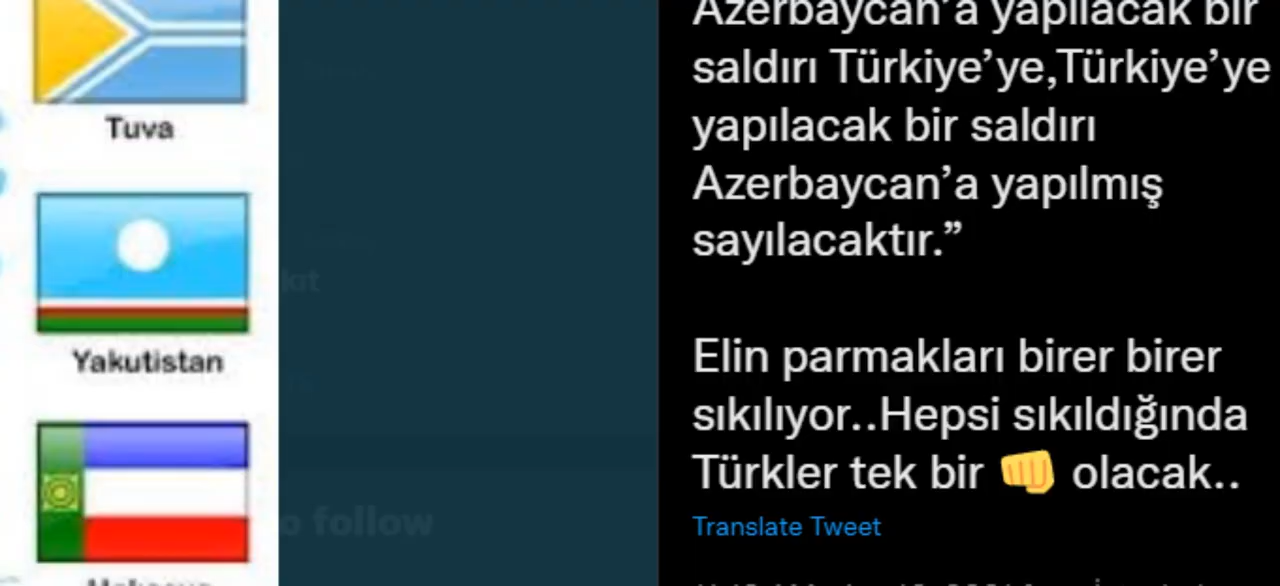 Tuva
Yakutistan
Azerbaycan’a yapılacak bir
saldırı Türkiye’ye,Türkiye’ye
yapılacak bir saldırı
Azerbaycan’a yapılmış
sayılacaktır.”
Elin parmakları birer birer
sıkılıyor..Hepsi sıkıldığında
Türkler tek bir 👊 olacak..
Translate Tweet
follow